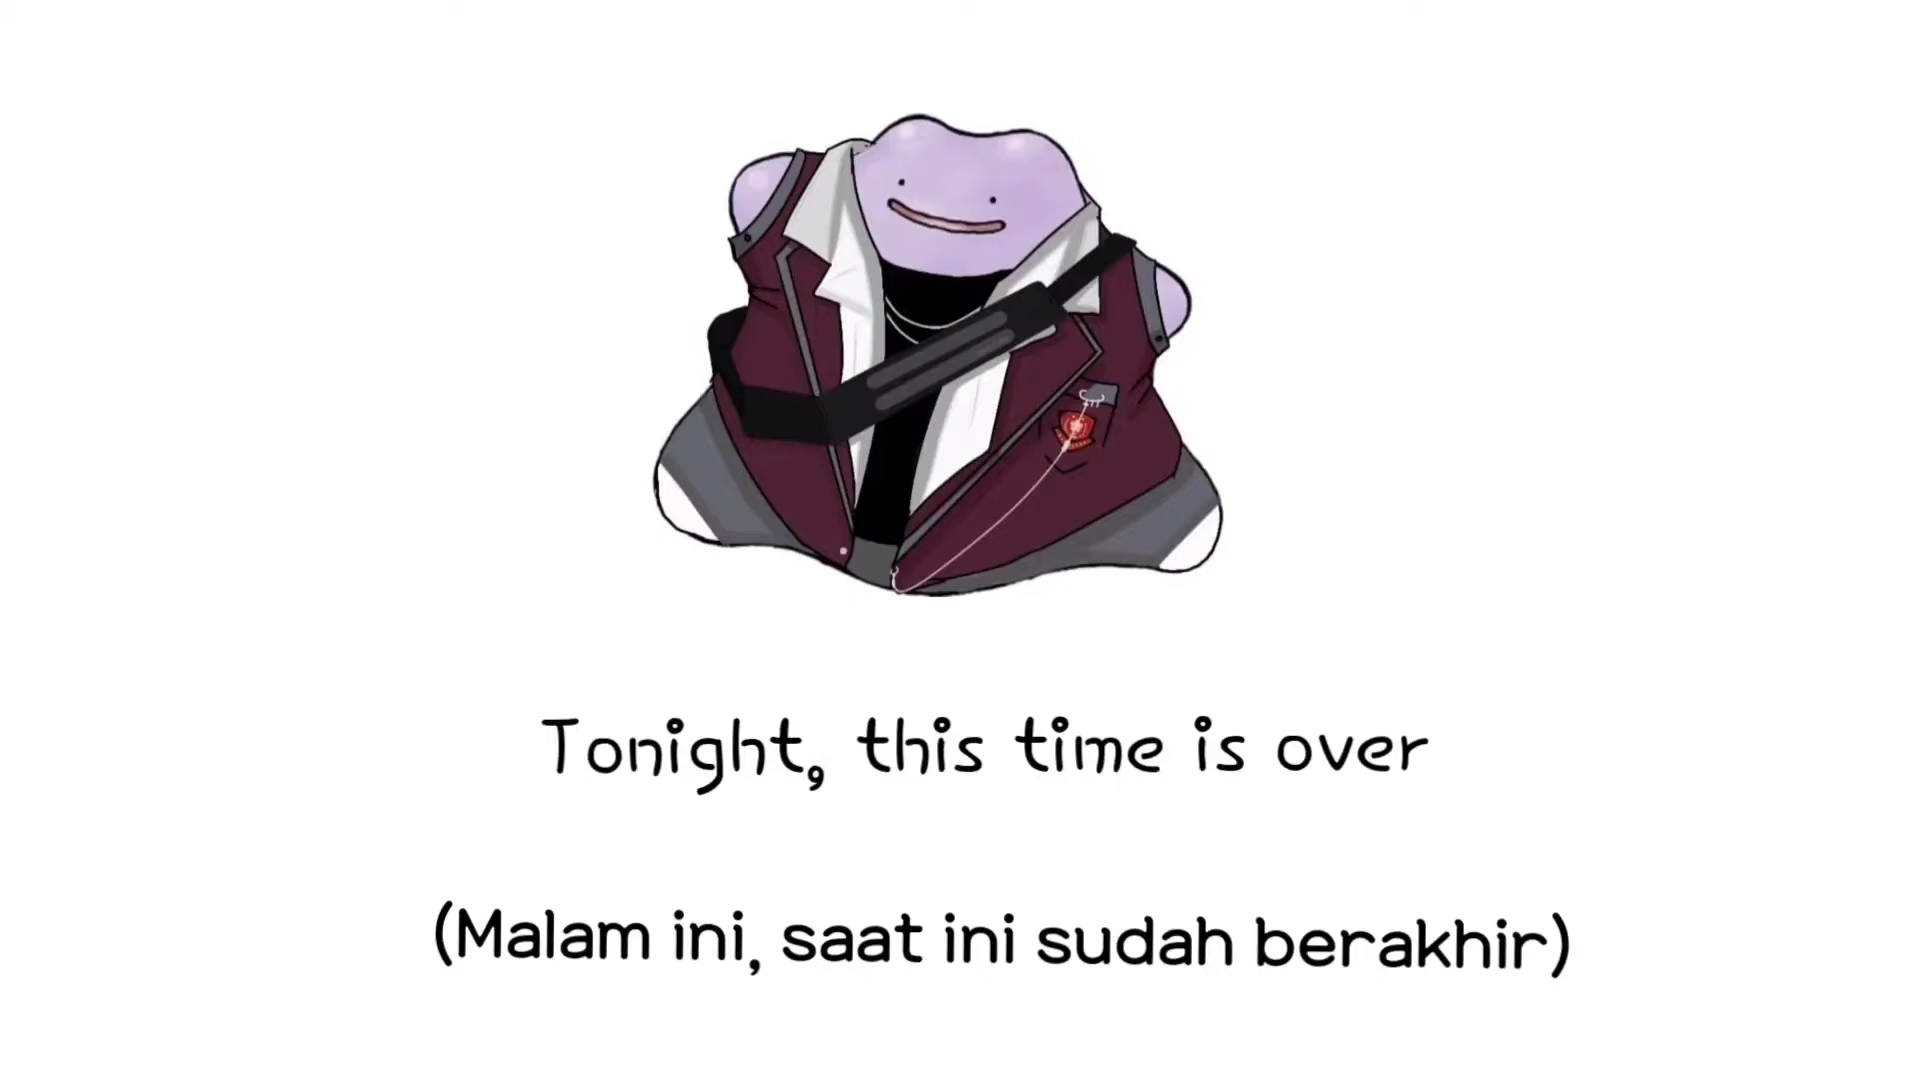 Tonight, this time is over
(Malam ini, saat ini sudah berakhir)